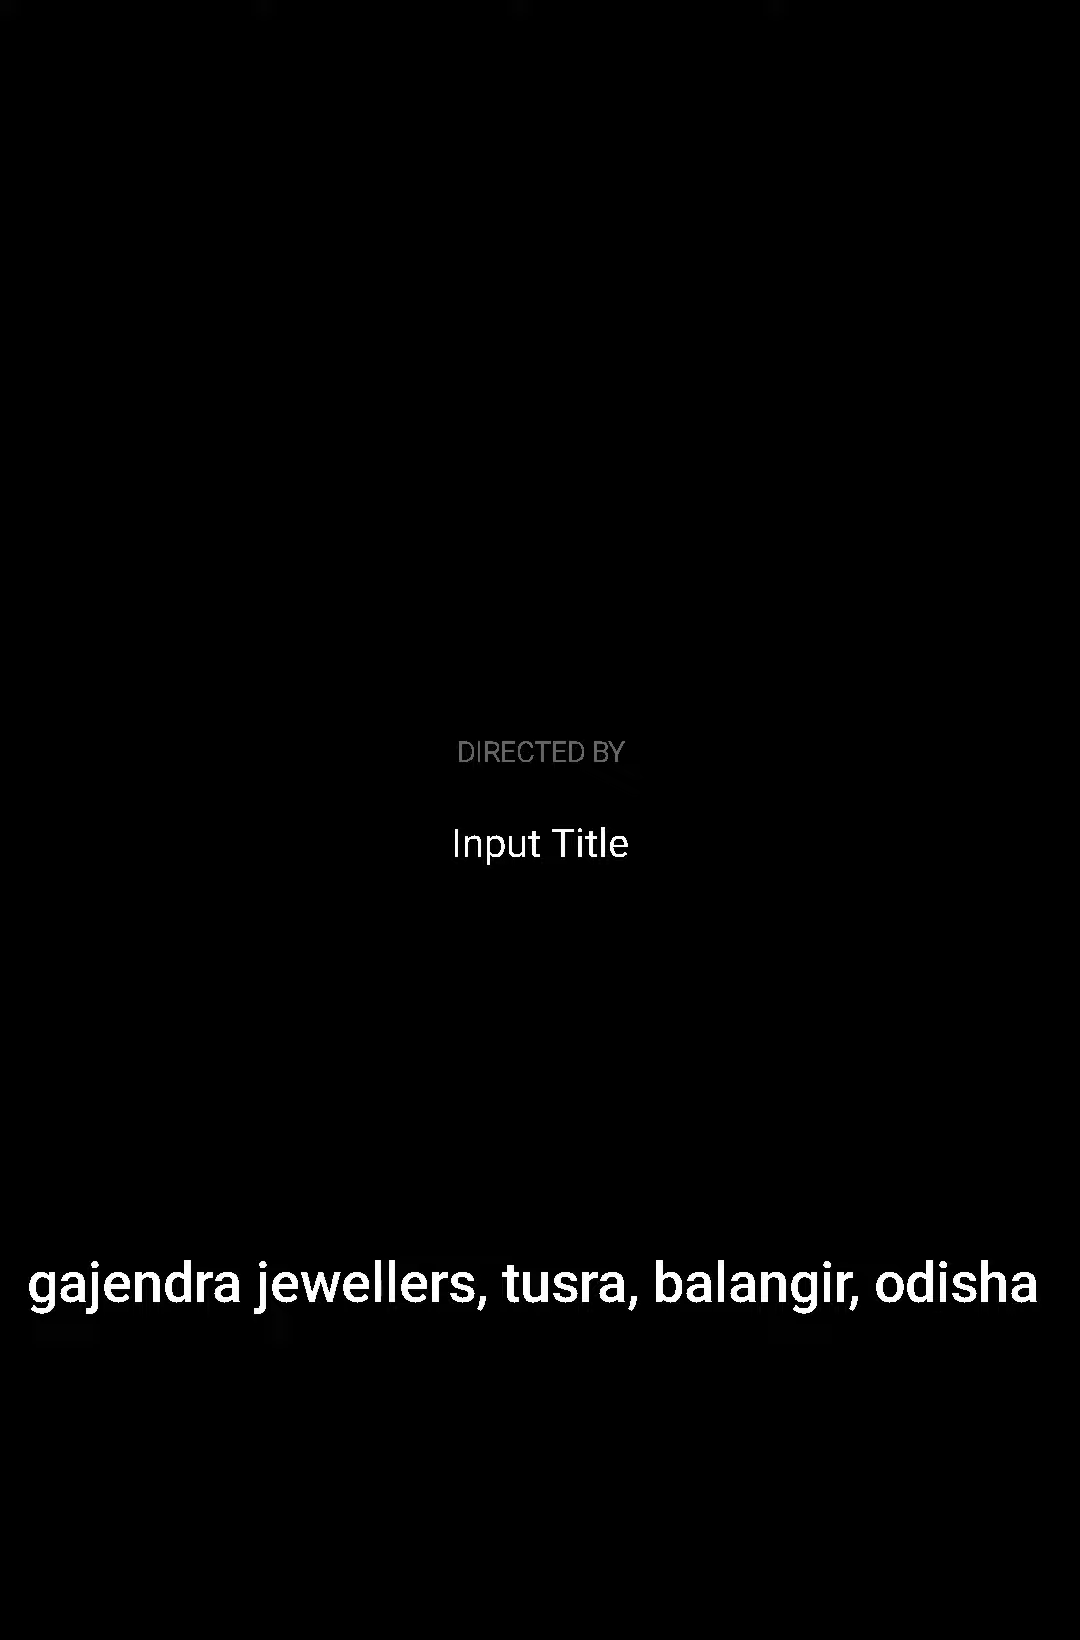 DIRECTED BY
Input Title
gajendra jewellers, tusra, balangir, odisha